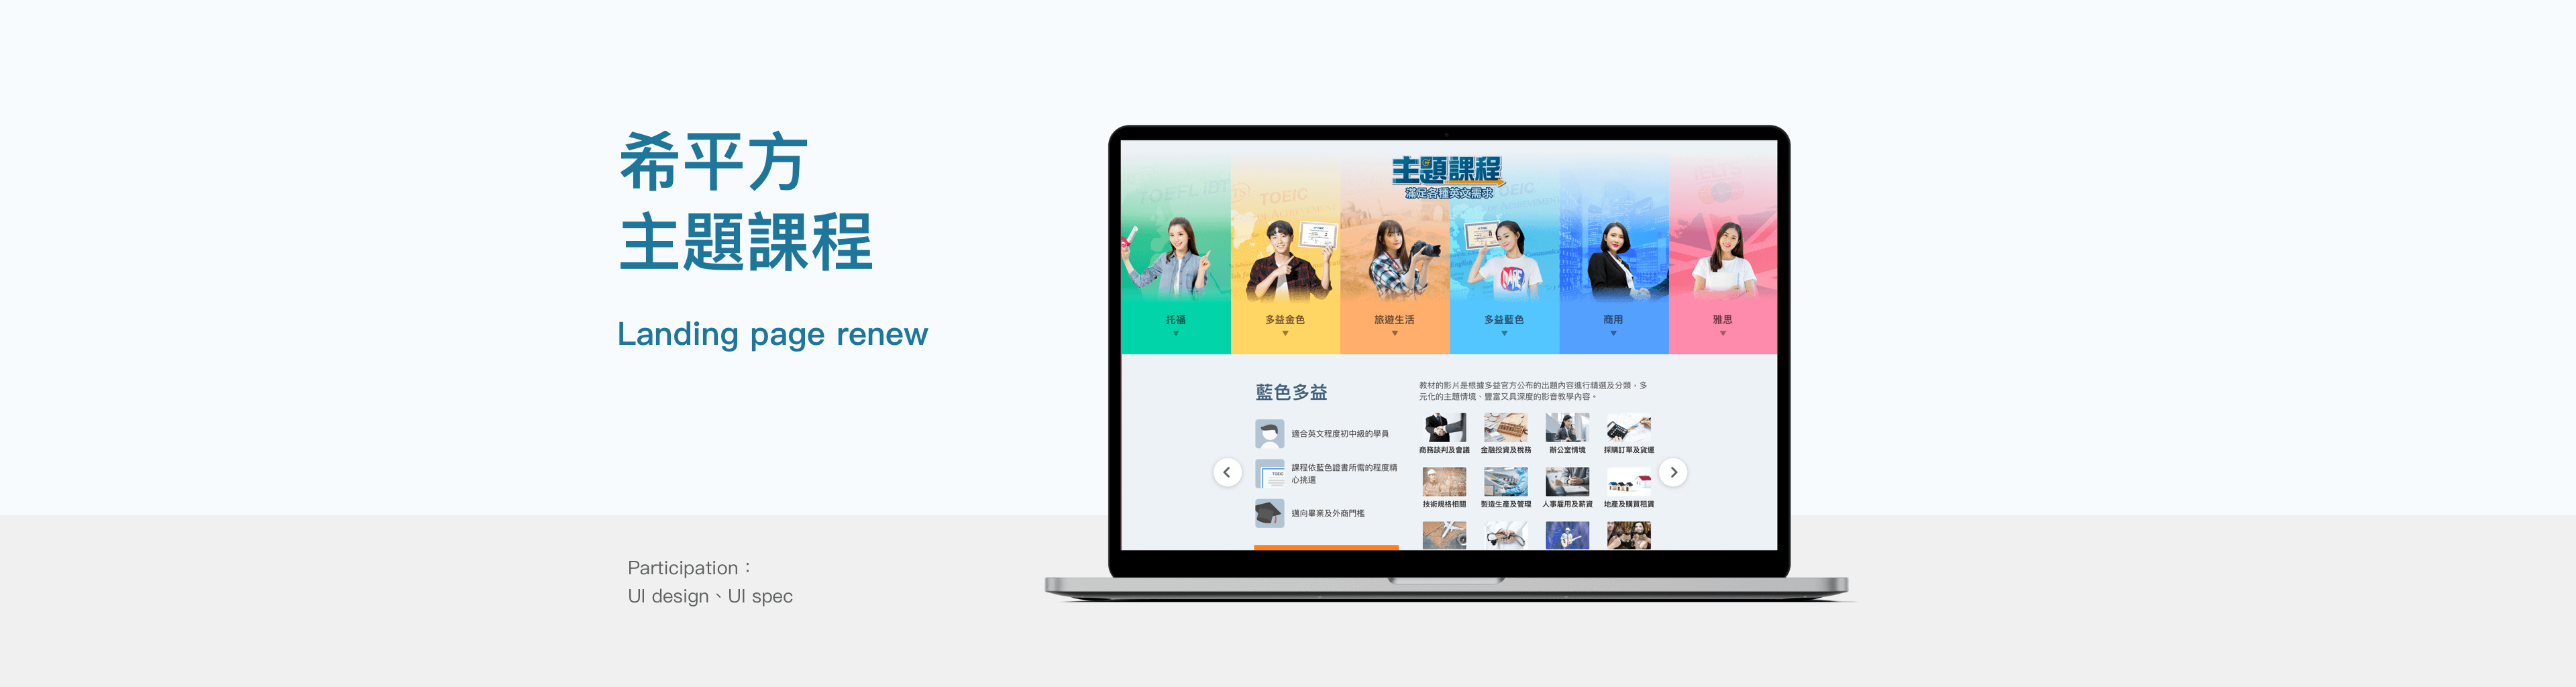 希平方
主題課程
Landing page renew
Participation：
UI design、UI spec
主題課程
滿足各種英文需求
TOEFL iBT
TOEIC
TOEIC
IELTS
托福
多益金色
旅遊生活
多益藍色
商用
雅思
藍色多益
適合英文程度初中級的學員
TOEIC
課程依藍色證書所需的程度精
心挑選
邁向畢業及外商門檻
教材的影片是根據多益官方公布的出題內容進行精選及分類，多
元化的主題情境、豐富又具深度的影音教學內容。
商務談判及會議
金融投資及稅務
辦公室情境
採購訂單及貨運
技術規格相關
製造生產及管理
人事雇用及薪資
地產及購買租賃